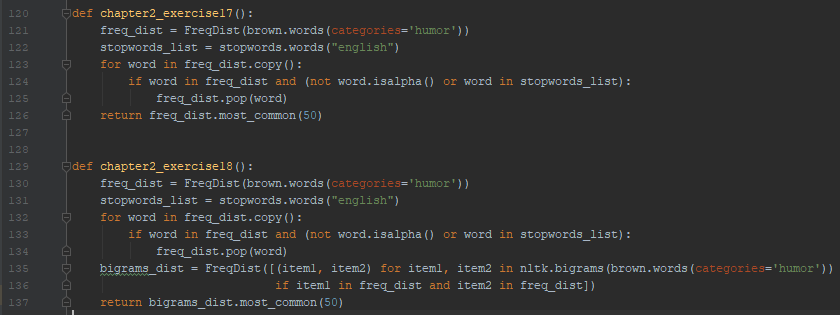 120 def chapter2_exercise17():
121     freq_dist = FreqDist(brown.words(categories='humor'))
122     stopwords_list = stopwords.words("english")
123     for word in freq_dist.copy():
124         if word in freq_dist and (not word.isalpha() or word in stopwords_list):
125             freq_dist.pop(word)
126     return freq_dist.most_common(50)
127
128
129 def chapter2_exercise18():
130     freq_dist = FreqDist(brown.words(categories='humor'))
131     stopwords_list = stopwords.words("english")
132     for word in freq_dist.copy():
133         if word in freq_dist and (not word.isalpha() or word in stopwords_list):
134             freq_dist.pop(word)
135     bigrams_dist = FreqDist([(item1, item2) for item1, item2 in nltk.bigrams(brown.words(categories='humor'))
136                              if item1 in freq_dist and item2 in freq_dist])
137     return bigrams_dist.most_common(50)